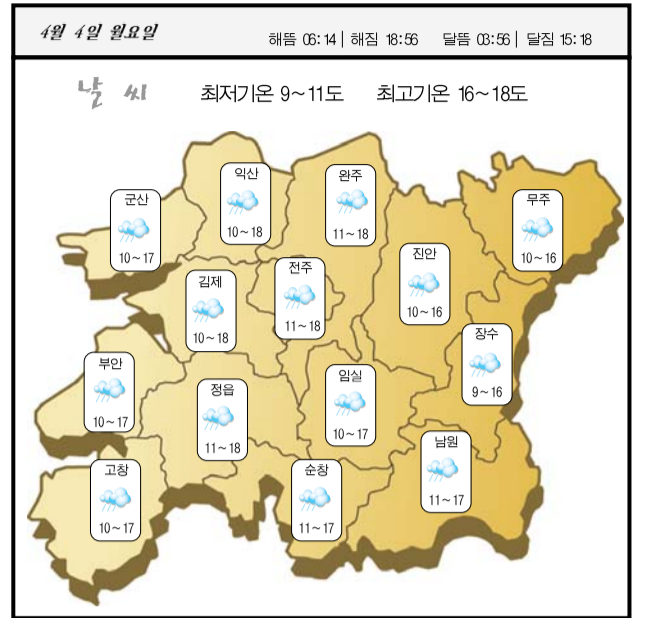 4월 4일 월요일
해뜸 06:14 | 해짐 18:56 달뜸 03:56 | 달짐 15:18
날 씨 최저기온 9~11도 최고기온 16~18도
익산
10~18
완주
11~18
군산
10~17
무주
10~16
진안
10~16
전주
11~18
김제
10~18
장수
9~16
부안
10~17
임실
10~17
정읍
11~18
남원
11~17
고창
10~17
순창
11~17